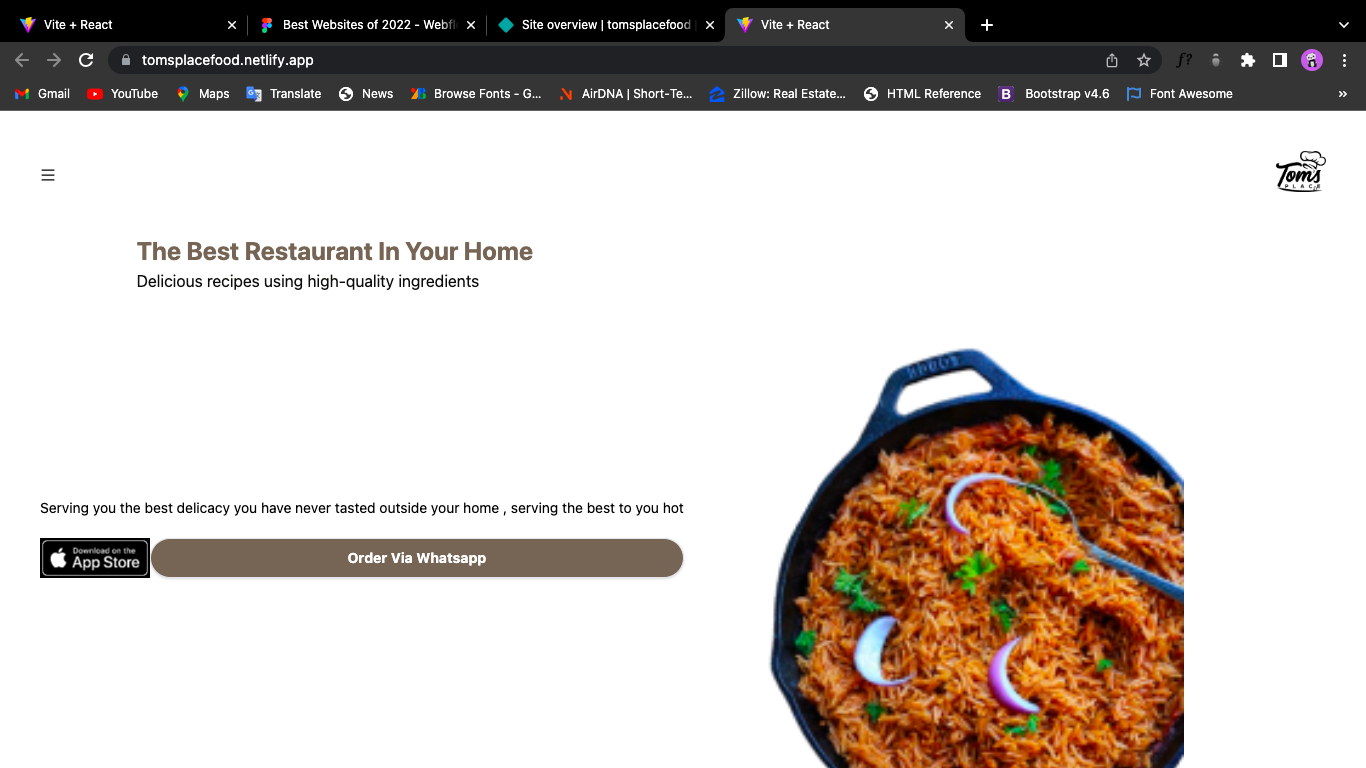 Vite + React
Best Websites of 2022 - Webfl
Site overview | tomsplacefood |
Vite + React
tomsplacefood.netlify.app
f?
Gmail
YouTube
Maps
Translate
News
Browse Fonts - G...
AirDNA | Short-Te...
Zillow: Real Estate...
HTML Reference
B Bootstrap v4.6
Font Awesome
»
Tom's
PLACE
The Best Restaurant In Your Home
Delicious recipes using high-quality ingredients
Serving you the best delicacy you have never tasted outside your home , serving the best to you hot
Download on the
App Store
Order Via Whatsapp